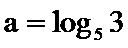 a = log₅ 3